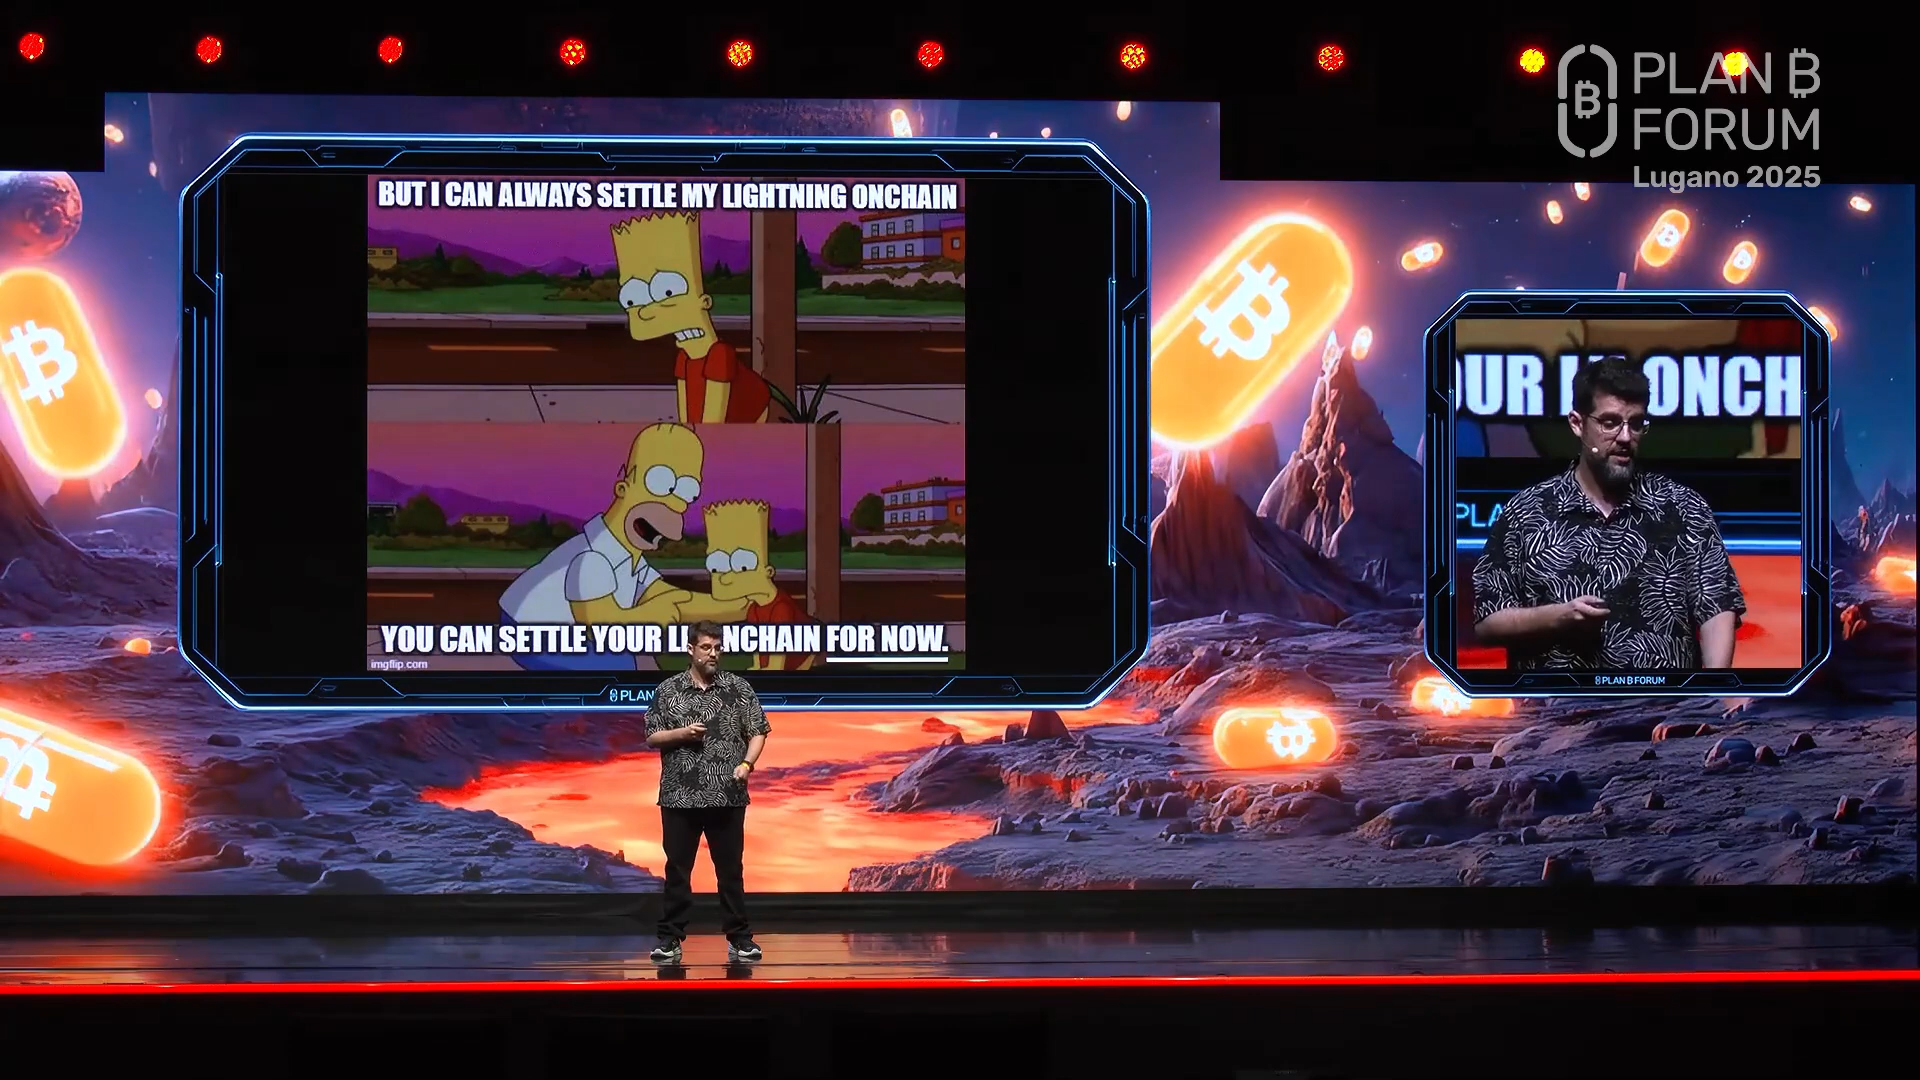 PLAN B
FORUM
Lugano 2025
BUT I CAN ALWAYS SETTLE MY LIGHTNING ONCHAIN
YOU CAN SETTLE YOUR NCHAIN FOR NOW.
imgflip.com
PLAN
OUR ONCH
PLA
PLAN B FORUM